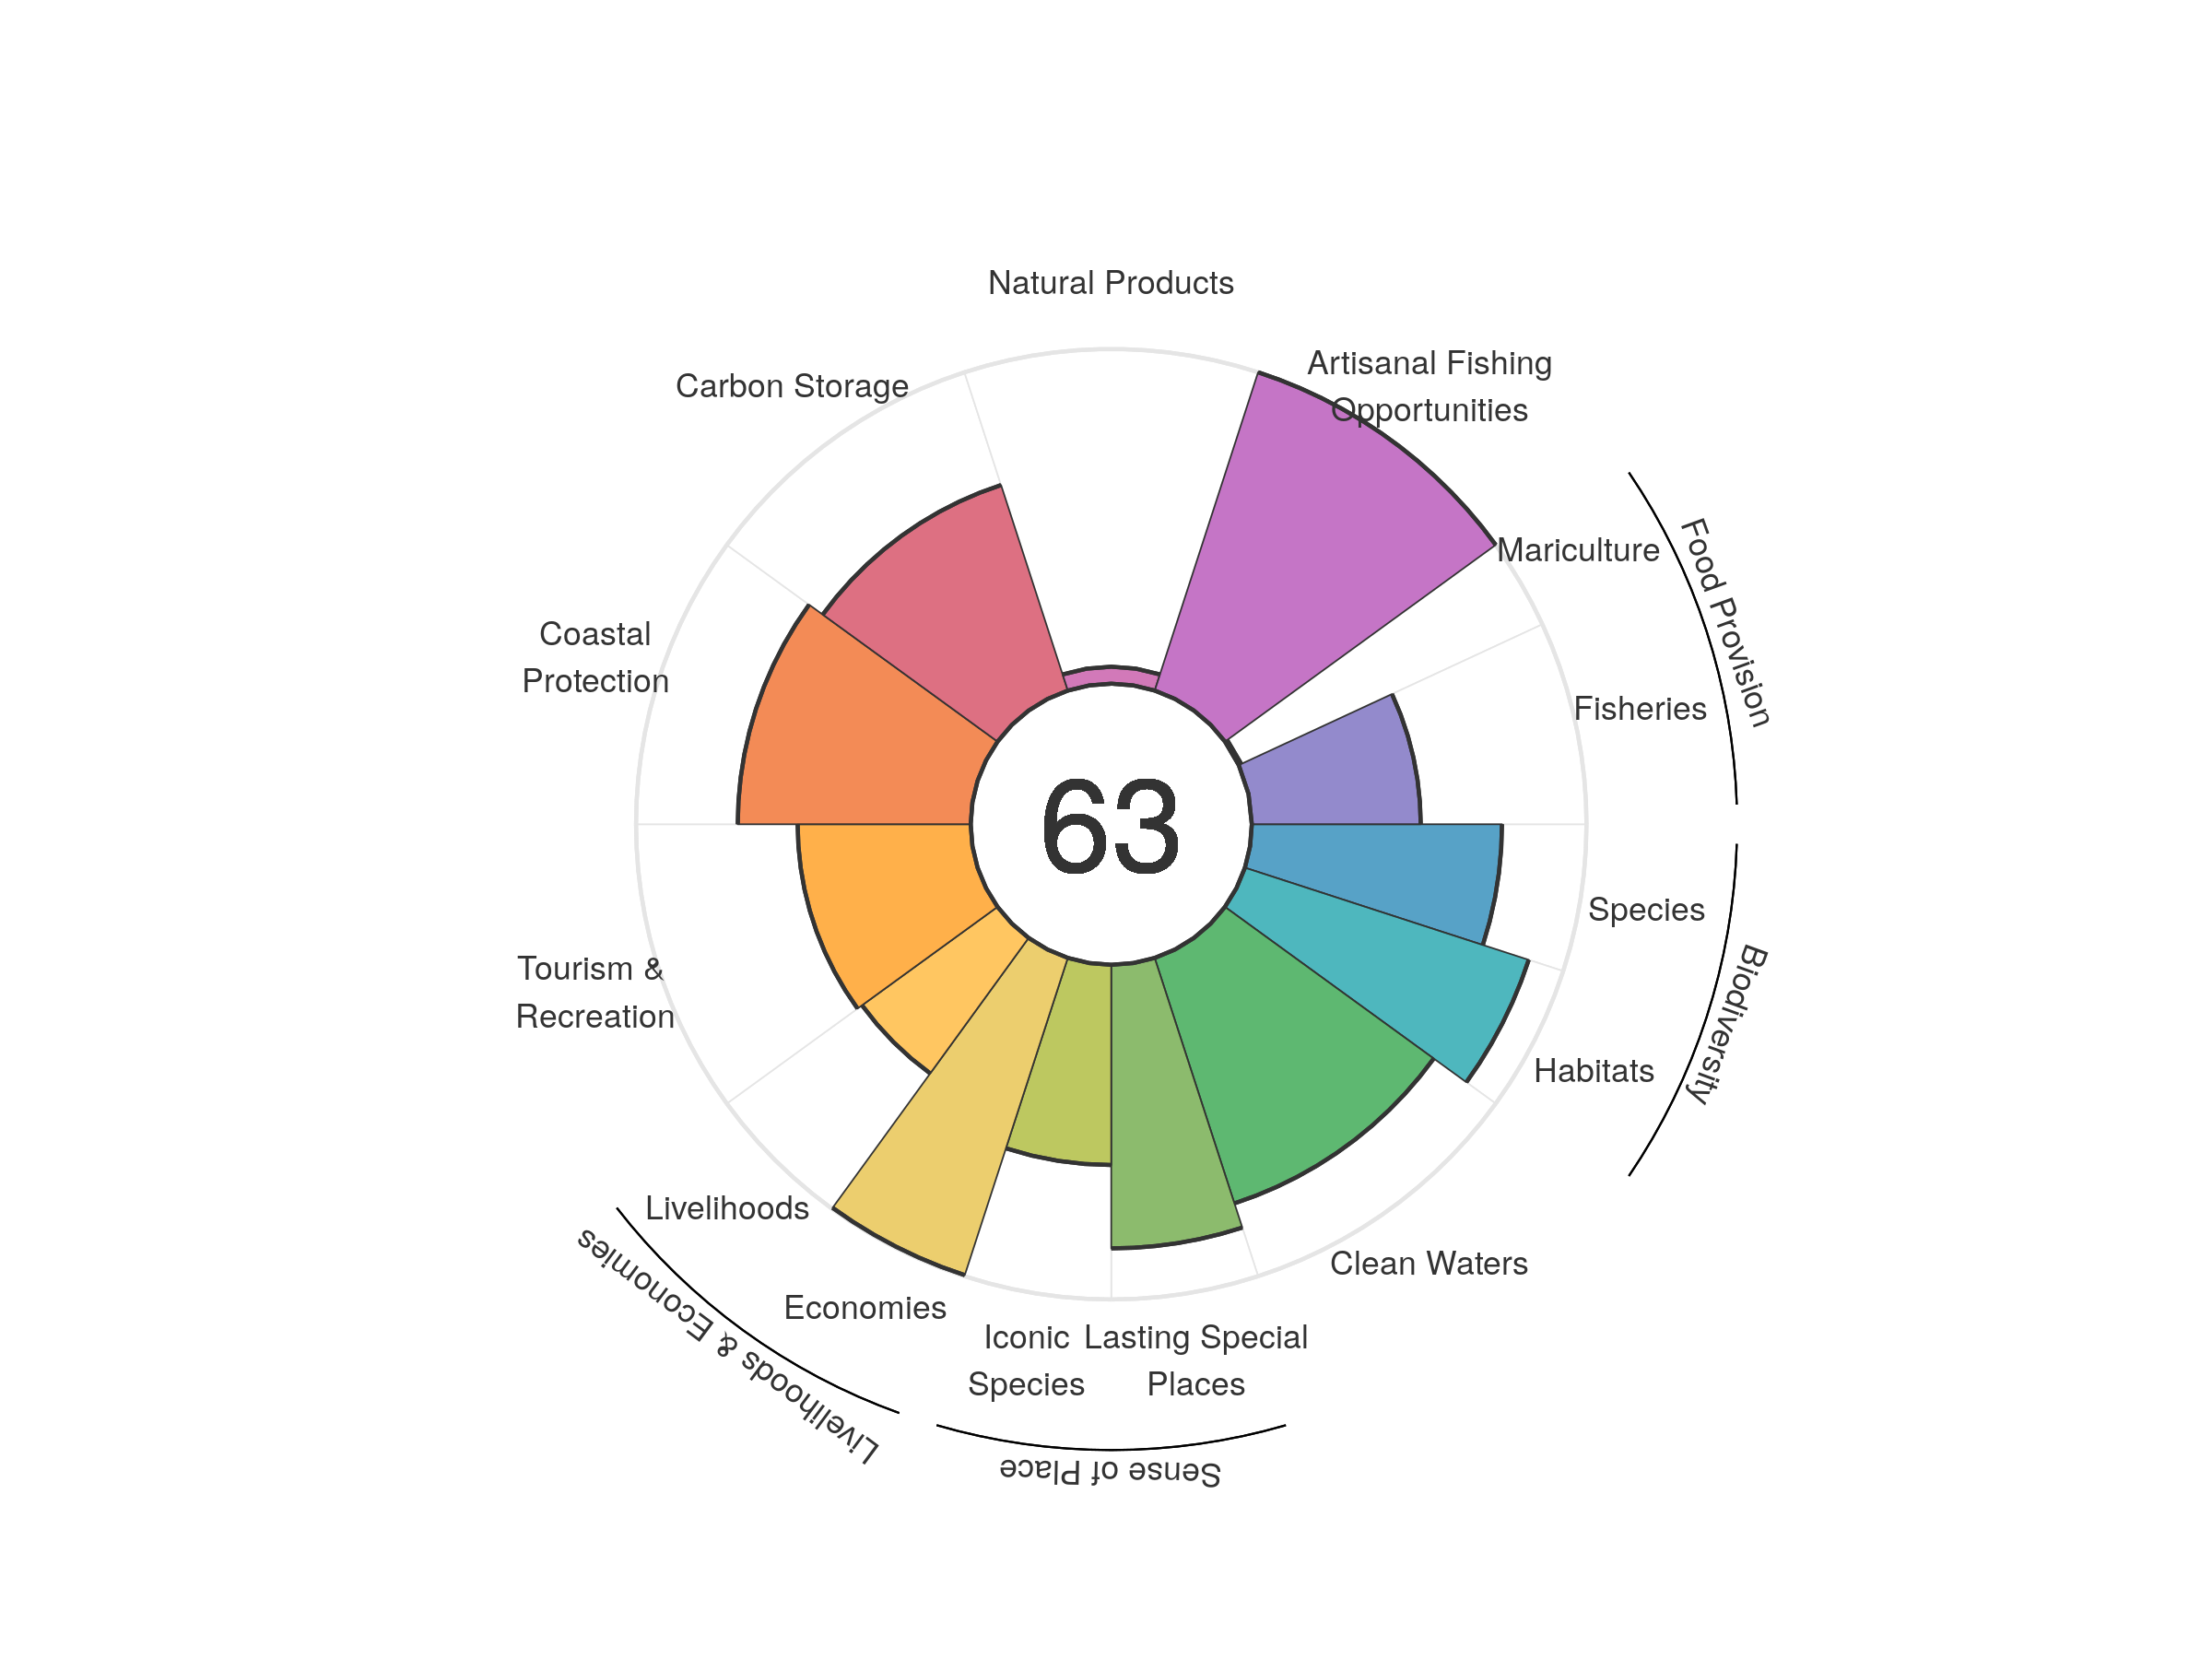 Natural Products
Artisanal Fishing
Opportunities
Carbon Storage
Mariculture
Food Provision
Coastal
Protection
Fisheries
63
Species
Biodiversity
Tourism &
Recreation
Habitats
Livelihoods
Clean Waters
Livelihoods & Economies
Economies
Iconic
Species
Lasting Special
Places
Sense of Place